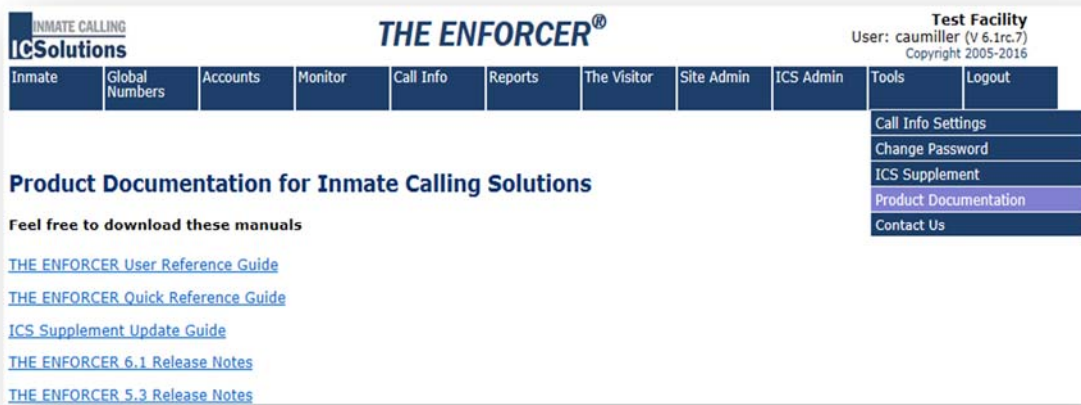 INMATE CALLING
ICSolutions
THE ENFORCER®
Test Facility
User: caumiller (V 6.1rc.7)
Copyright 2005-2016
Inmate
Global
Numbers
Accounts
Monitor
Call Info
Reports
The Visitor
Site Admin
ICS Admin
Tools
Logout
Call Info Settings
Change Password
ICS Supplement
Product Documentation
Contact Us
Product Documentation for Inmate Calling Solutions
Feel free to download these manuals
THE ENFORCER User Reference Guide
THE ENFORCER Quick Reference Guide
ICS Supplement Update Guide
THE ENFORCER 6.1 Release Notes
THE ENFORCER 5.3 Release Notes